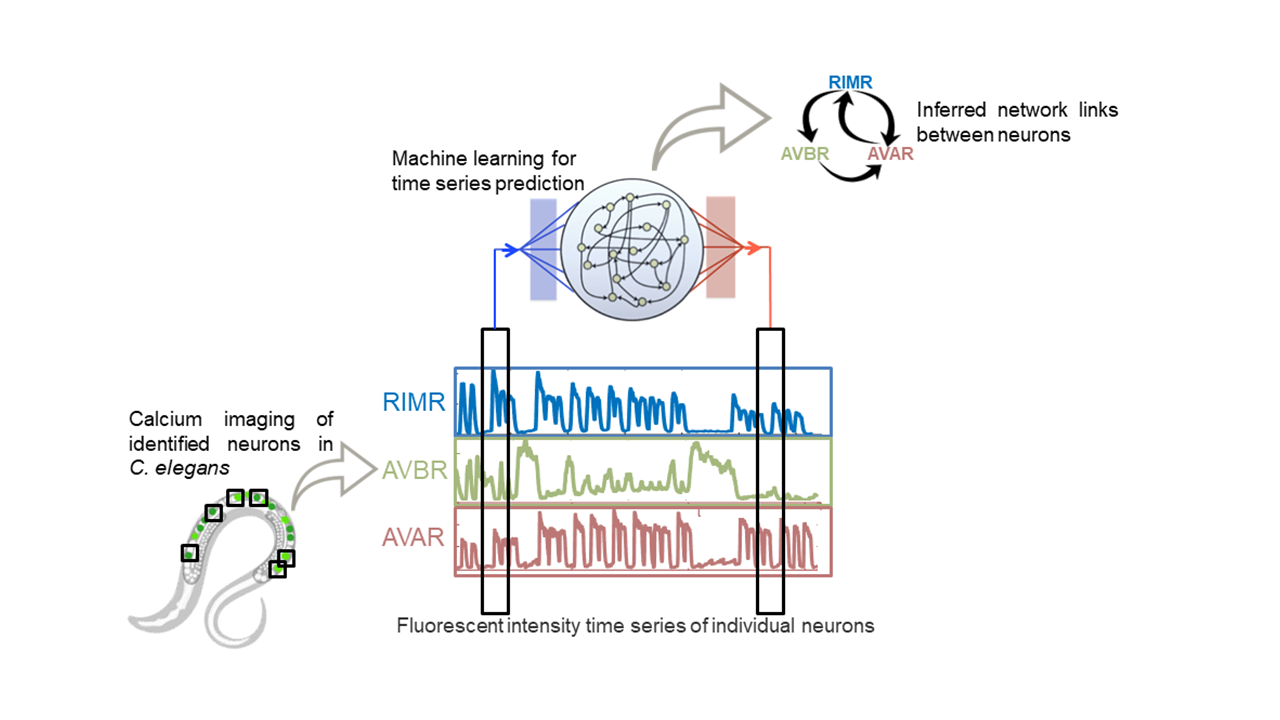 RIMR
AVBR
AVAR
Inferred network links
between neurons
Machine learning for
time series prediction
Calcium imaging of
identified neurons in
C. elegans
RIMR
AVBR
AVAR
Fluorescent intensity time series of individual neurons